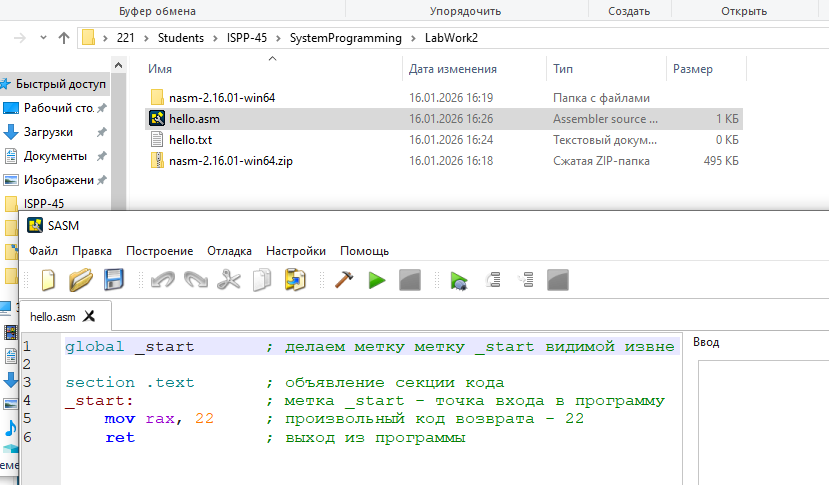 Буфер обмена Упорядочить Создать Открыть
221 Students ISPP-45 SystemProgramming LabWork2
Имя Дата изменения Тип Размер
Быстрый доступ
nasm-2.16.01-win64 16.01.2026 16:19 Папка с файлами
Рабочий сто.
hello.asm 16.01.2026 16:26 Assembler source ... 1 КБ
Загрузки
hello.txt 16.01.2026 16:24 Текстовый докум... 0 КБ
Документы
nasm-2.16.01-win64.zip 16.01.2026 16:18 Сжатая ZIP-папка 495 КБ
Изображени
ISPP-45
SASM
Файл Правка Построение Отладка Настройки Помощь
hello.asm
Ввод
1 global _start ; делаем метку метку _start видимой извне
2
3 section .text ; объявление секции кода
4 _start: ; метка _start - точка входа в программу
5 mov rax, 22 ; произвольный код возврата - 22
6 ret ; выход из программы